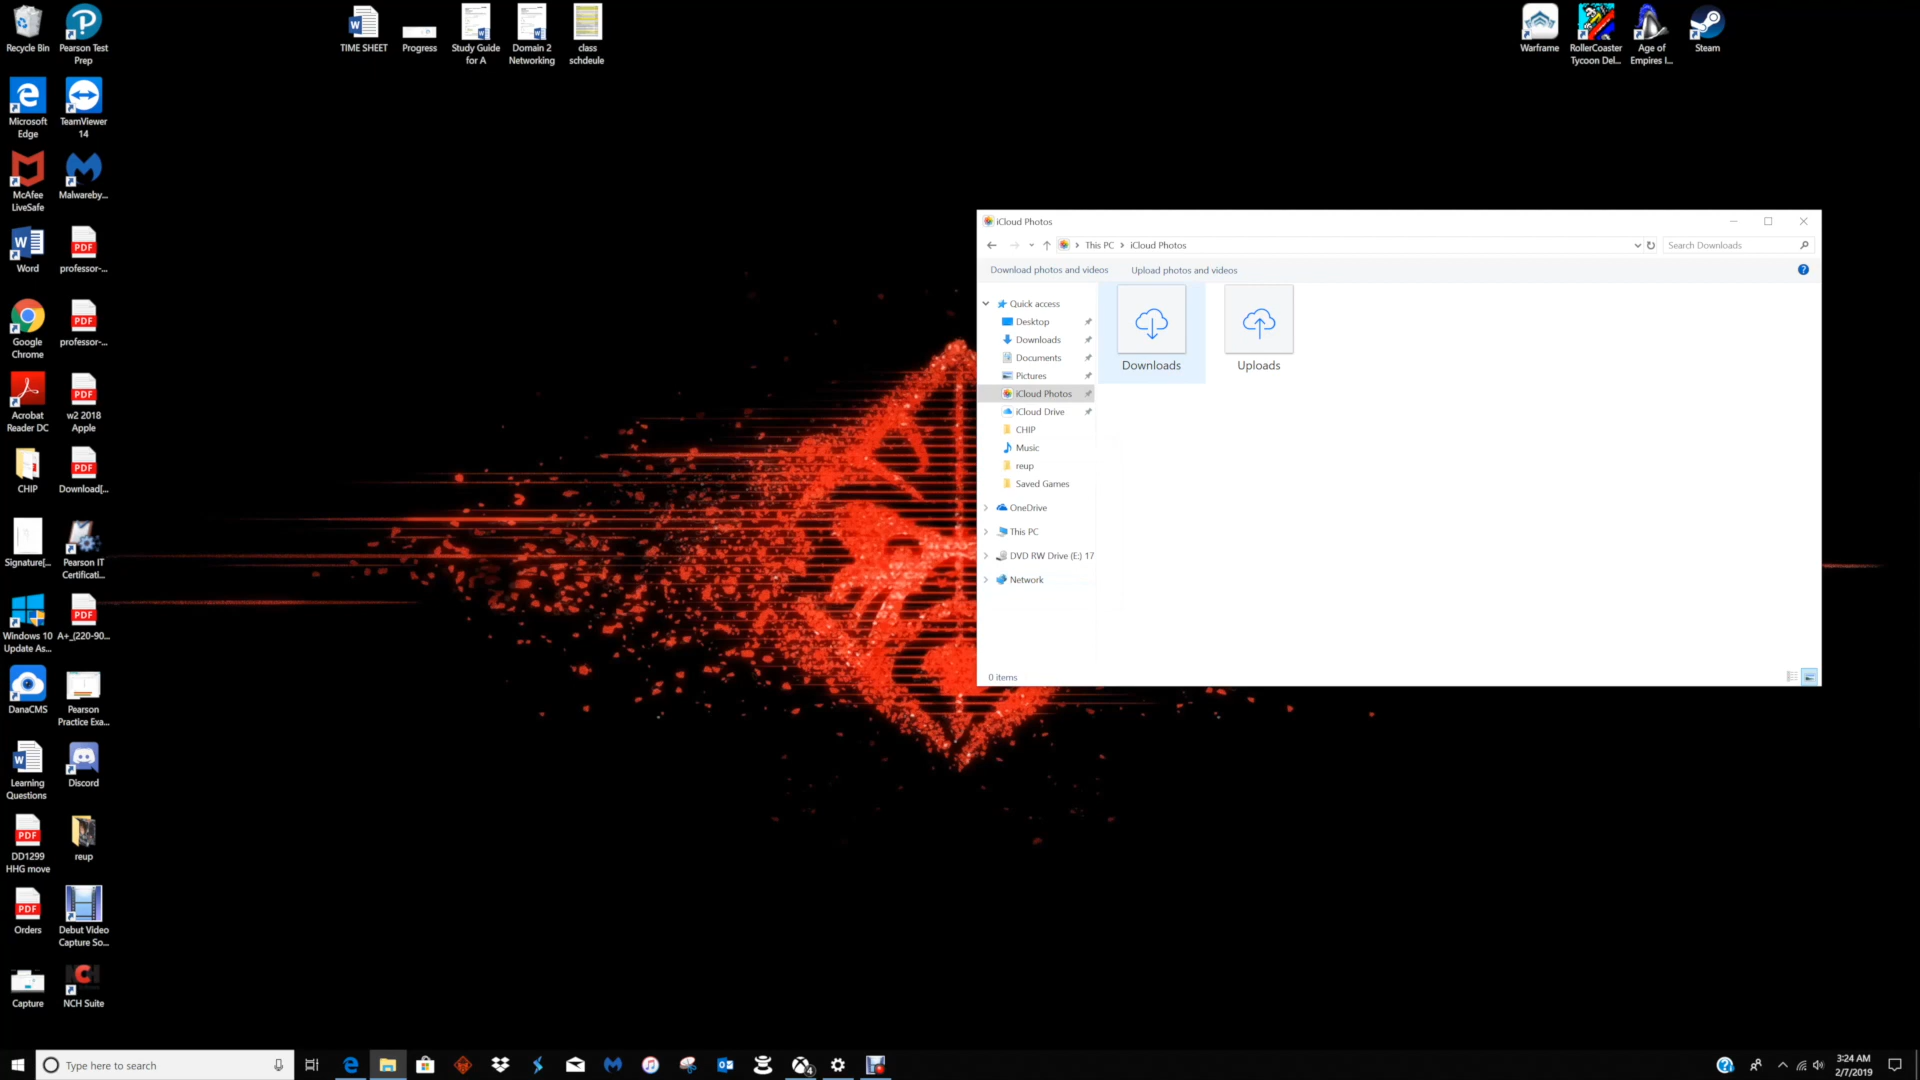 Recycle Bin
Pearson Test
Prep
Microsoft
Edge
TeamViewer
14
McAfee
LiveSafe
Malwareby...
Word
professor-...
Google
Chrome
professor-...
Acrobat
Reader DC
w2 2018
Apple
CHIP
Download[...
Signature[...
Pearson IT
Certificati...
Windows 10
Update As...
A+_(220-90...
DanaCMS
Pearson
Practice Exa...
Learning
Questions
Discord
DD1299
HHG move
reup
Orders
Debut Video
Capture So...
Capture
NCH Suite
TIME SHEET
Progress
Study Guide
for A
Domain 2
Networking
class
schdeule
Warframe
RollerCoaster
Tycoon Del...
Age of
Empires I...
Steam
iCloud Photos
This PC
iCloud Photos
Search Downloads
Download photos and videos
Upload photos and videos
Quick access
Desktop
Downloads
Documents
Pictures
iCloud Photos
iCloud Drive
CHIP
Music
reup
Saved Games
OneDrive
This PC
DVD RW Drive (E:) 17
Network
Downloads
Uploads
0 items
Type here to search
3:24 AM
2/7/2019